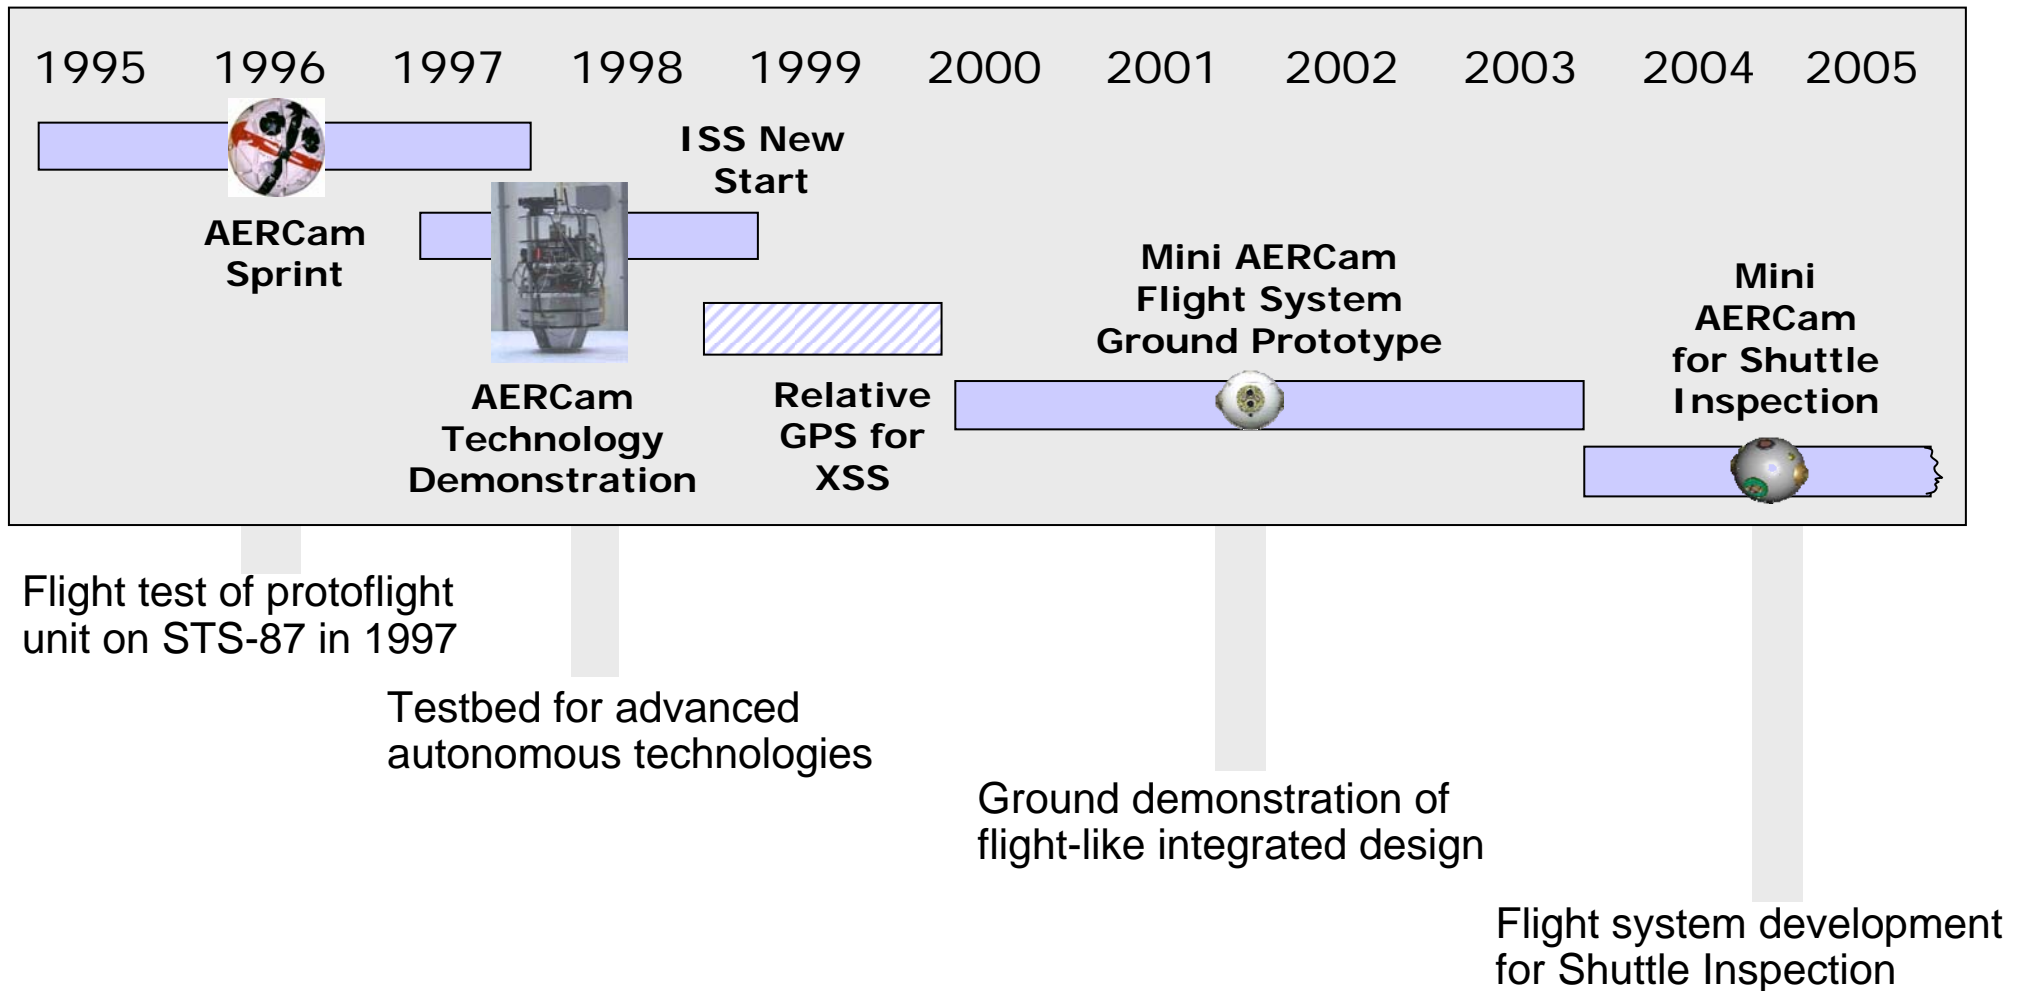 1995 1996 1997 1998 1999 2000 2001 2002 2003 2004 2005
AERCam
Sprint
ISS New
Start
AERCam
Technology
Demonstration
Relative
GPS for
XSS
Mini AERCam
Flight System
Ground Prototype
Mini
AERCam
for Shuttle
Inspection
Flight test of protoflight
unit on STS-87 in 1997
Testbed for advanced
autonomous technologies
Ground demonstration of
flight-like integrated design
Flight system development
for Shuttle Inspection